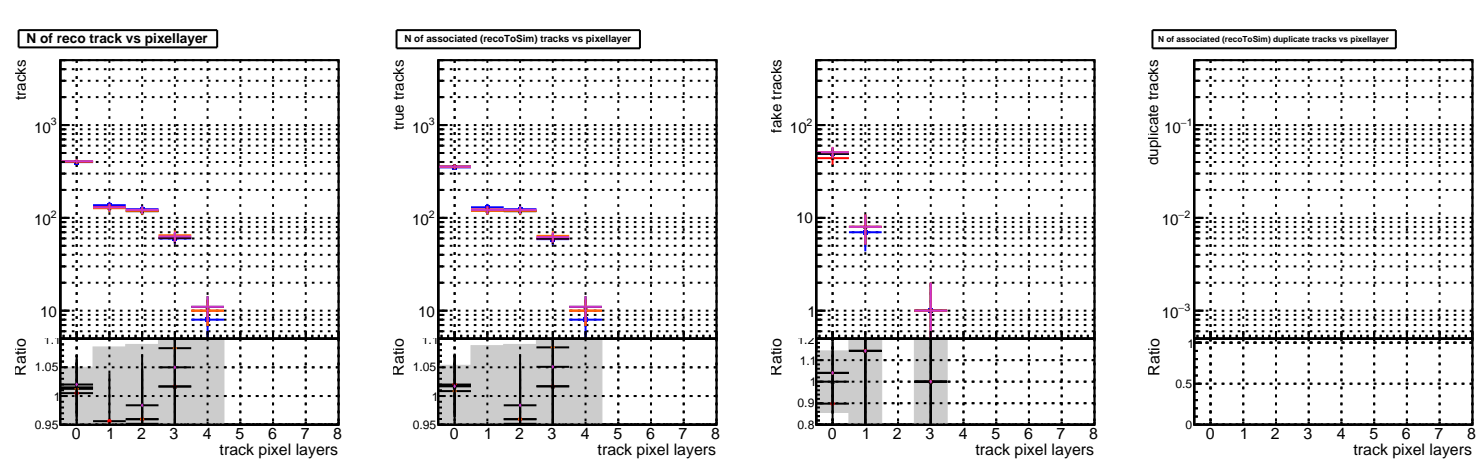 N of reco track vs pixellayer
tracks
10³
10²
10
Ratio
1.1
1.05
1
0.95
0 1 2 3 4 5 6 7 8
track pixel layers
N of associated (recoToSim) tracks vs pixellayer
true tracks
10³
10²
10
Ratio
1.1
1.05
1
0.95
0 1 2 3 4 5 6 7 8
track pixel layers
fake tracks
10²
10
1
Ratio
1.2
1.1
1
0.9
0.8
0 1 2 3 4 5 6 7 8
track pixel layers
N of associated (recoToSim) duplicate tracks vs pixellayer
duplicate tracks
10⁻¹
10⁻²
10⁻³
Ratio
1
0.5
0
0 1 2 3 4 5 6 7 8
track pixel layers